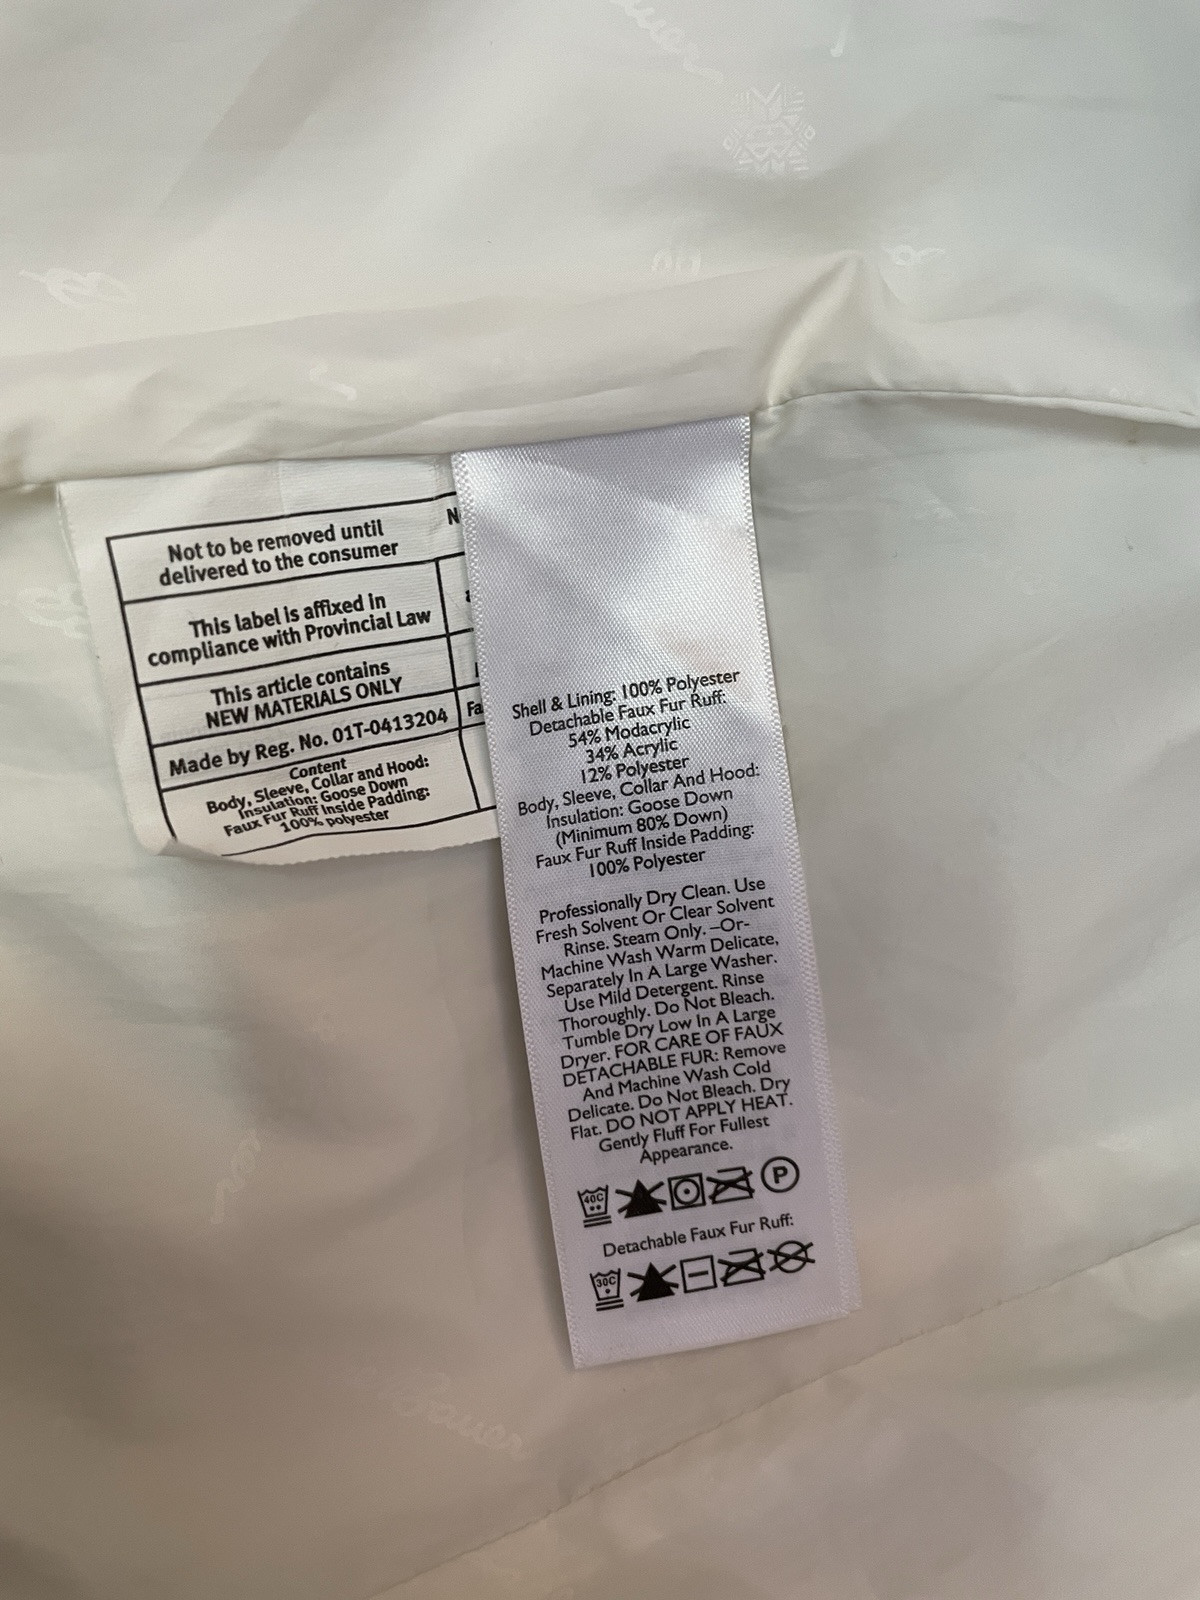 Not to be removed until
delivered to the consumer
This label is affixed in
compliance with Provincial Law
This article contains
NEW MATERIALS ONLY
Made by Reg. No. 01T-0413204
Content
Body, Sleeve, Collar and Hood:
Insulation: Goose Down
Faux Fur Ruff Inside Padding:
100% polyester
N
Fa
Shell & Lining: 100% Polyester
Detachable Faux Fur Ruff:
54% Modacrylic
34% Acrylic
12% Polyester
Body, Sleeve, Collar And Hood:
Insulation: Goose Down
(Minimum 80% Down)
Faux Fur Ruff Inside Padding:
100% Polyester
Professionally Dry Clean. Use
Fresh Solvent Or Clear Solvent
Rinse. Steam Only. –Or-
Machine Wash Warm Delicate,
Separately In A Large Washer.
Use Mild Detergent. Rinse
Thoroughly. Do Not Bleach.
Tumble Dry Low In A Large
Dryer. FOR CARE OF FAUX
DETACHABLE FUR: Remove
And Machine Wash Cold
Delicate. Do Not Bleach. Dry
Flat. DO NOT APPLY HEAT.
Gently Fluff For Fullest
Appearance.
40C P
Detachable Faux Fur Ruff:
30C